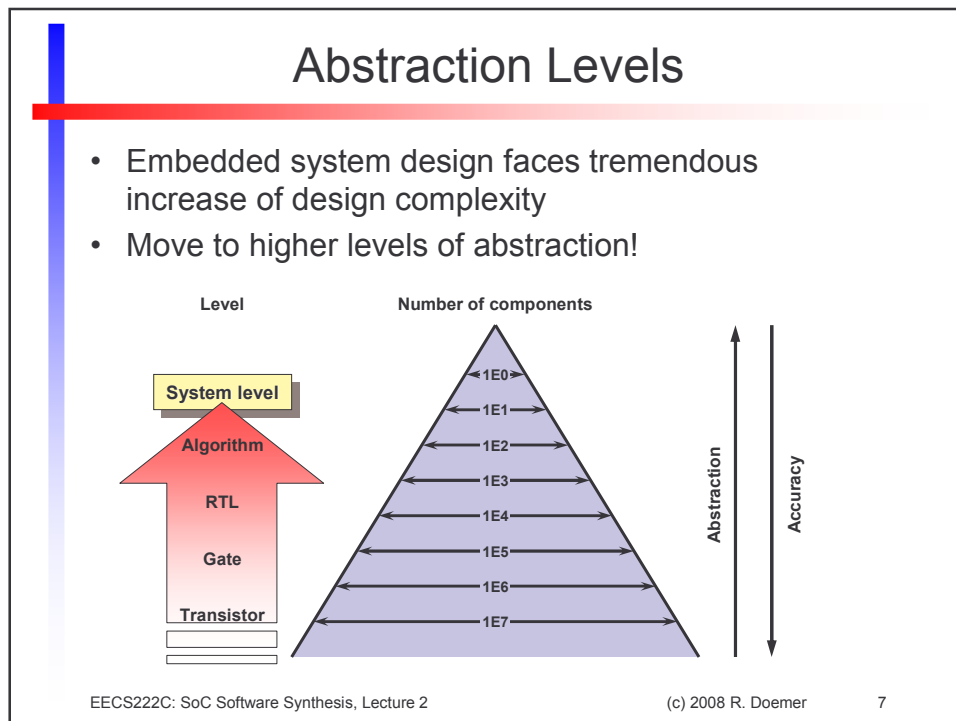 Abstraction Levels
• Embedded system design faces tremendous
increase of design complexity
• Move to higher levels of abstraction!
Level
Number of components
System level
Algorithm
RTL
Gate
Transistor
1E0
1E1
1E2
1E3
1E4
1E5
1E6
1E7
Abstraction
Accuracy
EECS222C: SoC Software Synthesis, Lecture 2
(c) 2008 R. Doemer
7